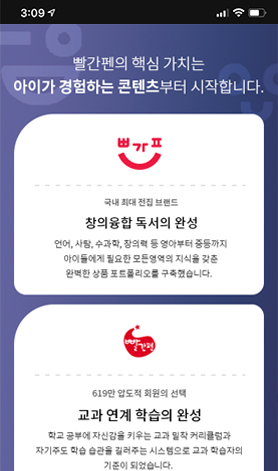 3:09
빨간펜의 핵심 가치는
아이가 경험하는 콘텐츠부터 시작합니다.
빠가프
국내 최대 전집 브랜드
창의융합 독서의 완성
언어, 사람, 수과학, 창의력 등 영아부터 중등까지
아이들에게 필요한 모든영역의 지식을 갖춘
완벽한 상품 포트폴리오를 구축했습니다.
빨간펜
619만 압도적 회원의 선택
교과 연계 학습의 완성
학교 공부에 자신감을 키우는 교과 밀착 커리큘럼과
자기주도 학습 습관을 길러주는 시스템으로 교과 학습자의
기준이 되었습니다.